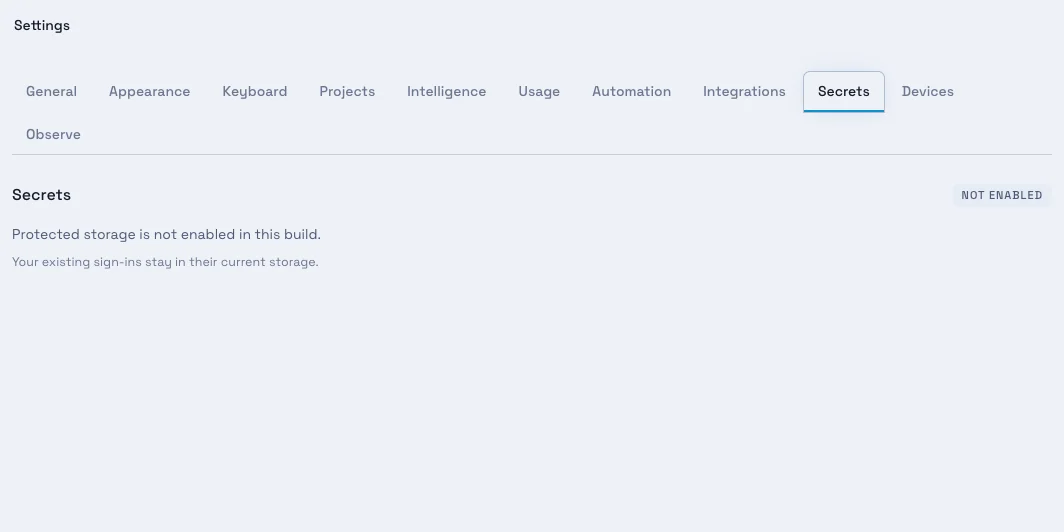 Settings
General Appearance Keyboard Projects Intelligence Usage Automation Integrations Secrets Devices
Observe
Secrets NOT ENABLED
Protected storage is not enabled in this build.
Your existing sign-ins stay in their current storage.